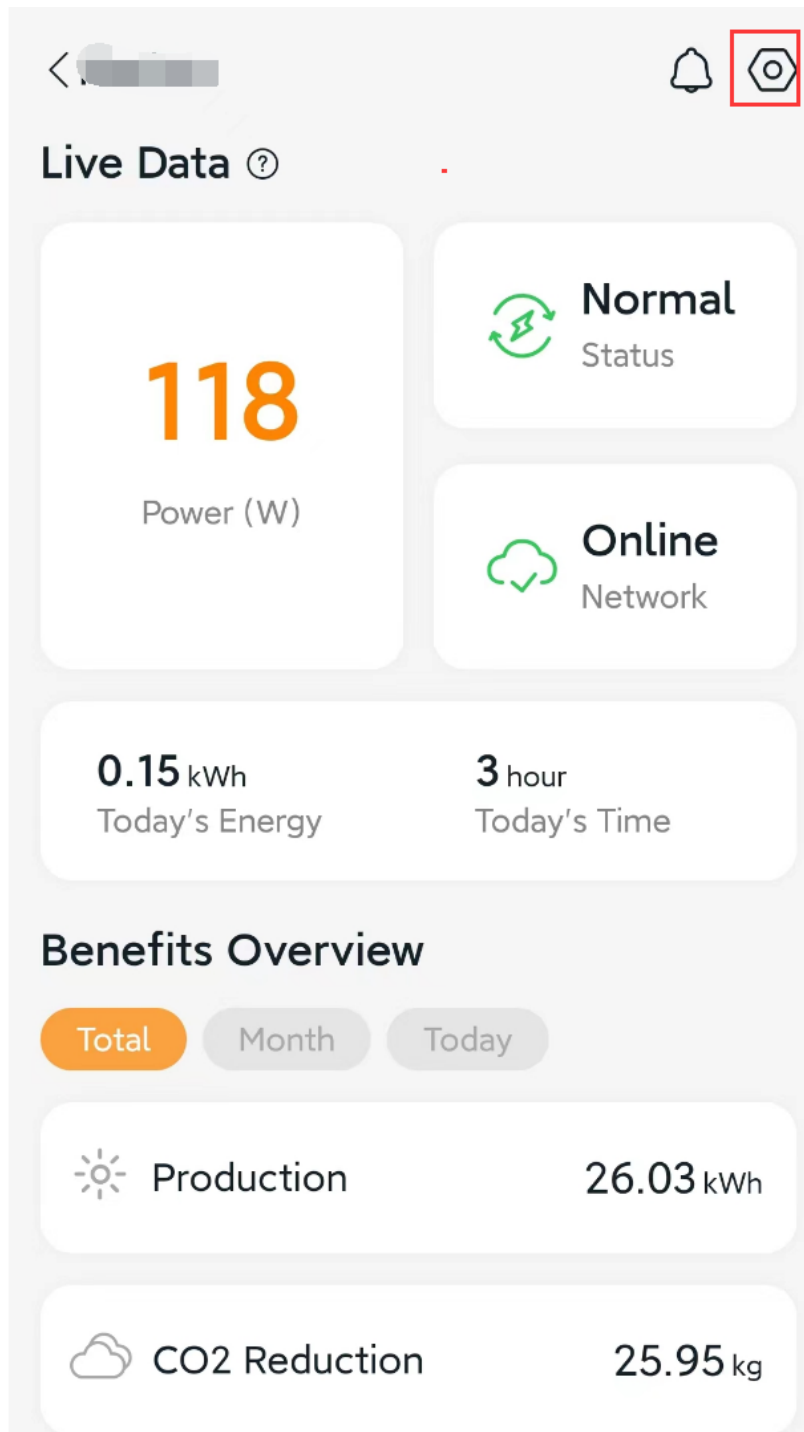 Live Data ?
118
Power (W)
Normal
Status
Online
Network
0.15 kWh
Today's Energy
3 hour
Today's Time
Benefits Overview
Total Month Today
Production 26.03 kWh
CO2 Reduction 25.95 kg